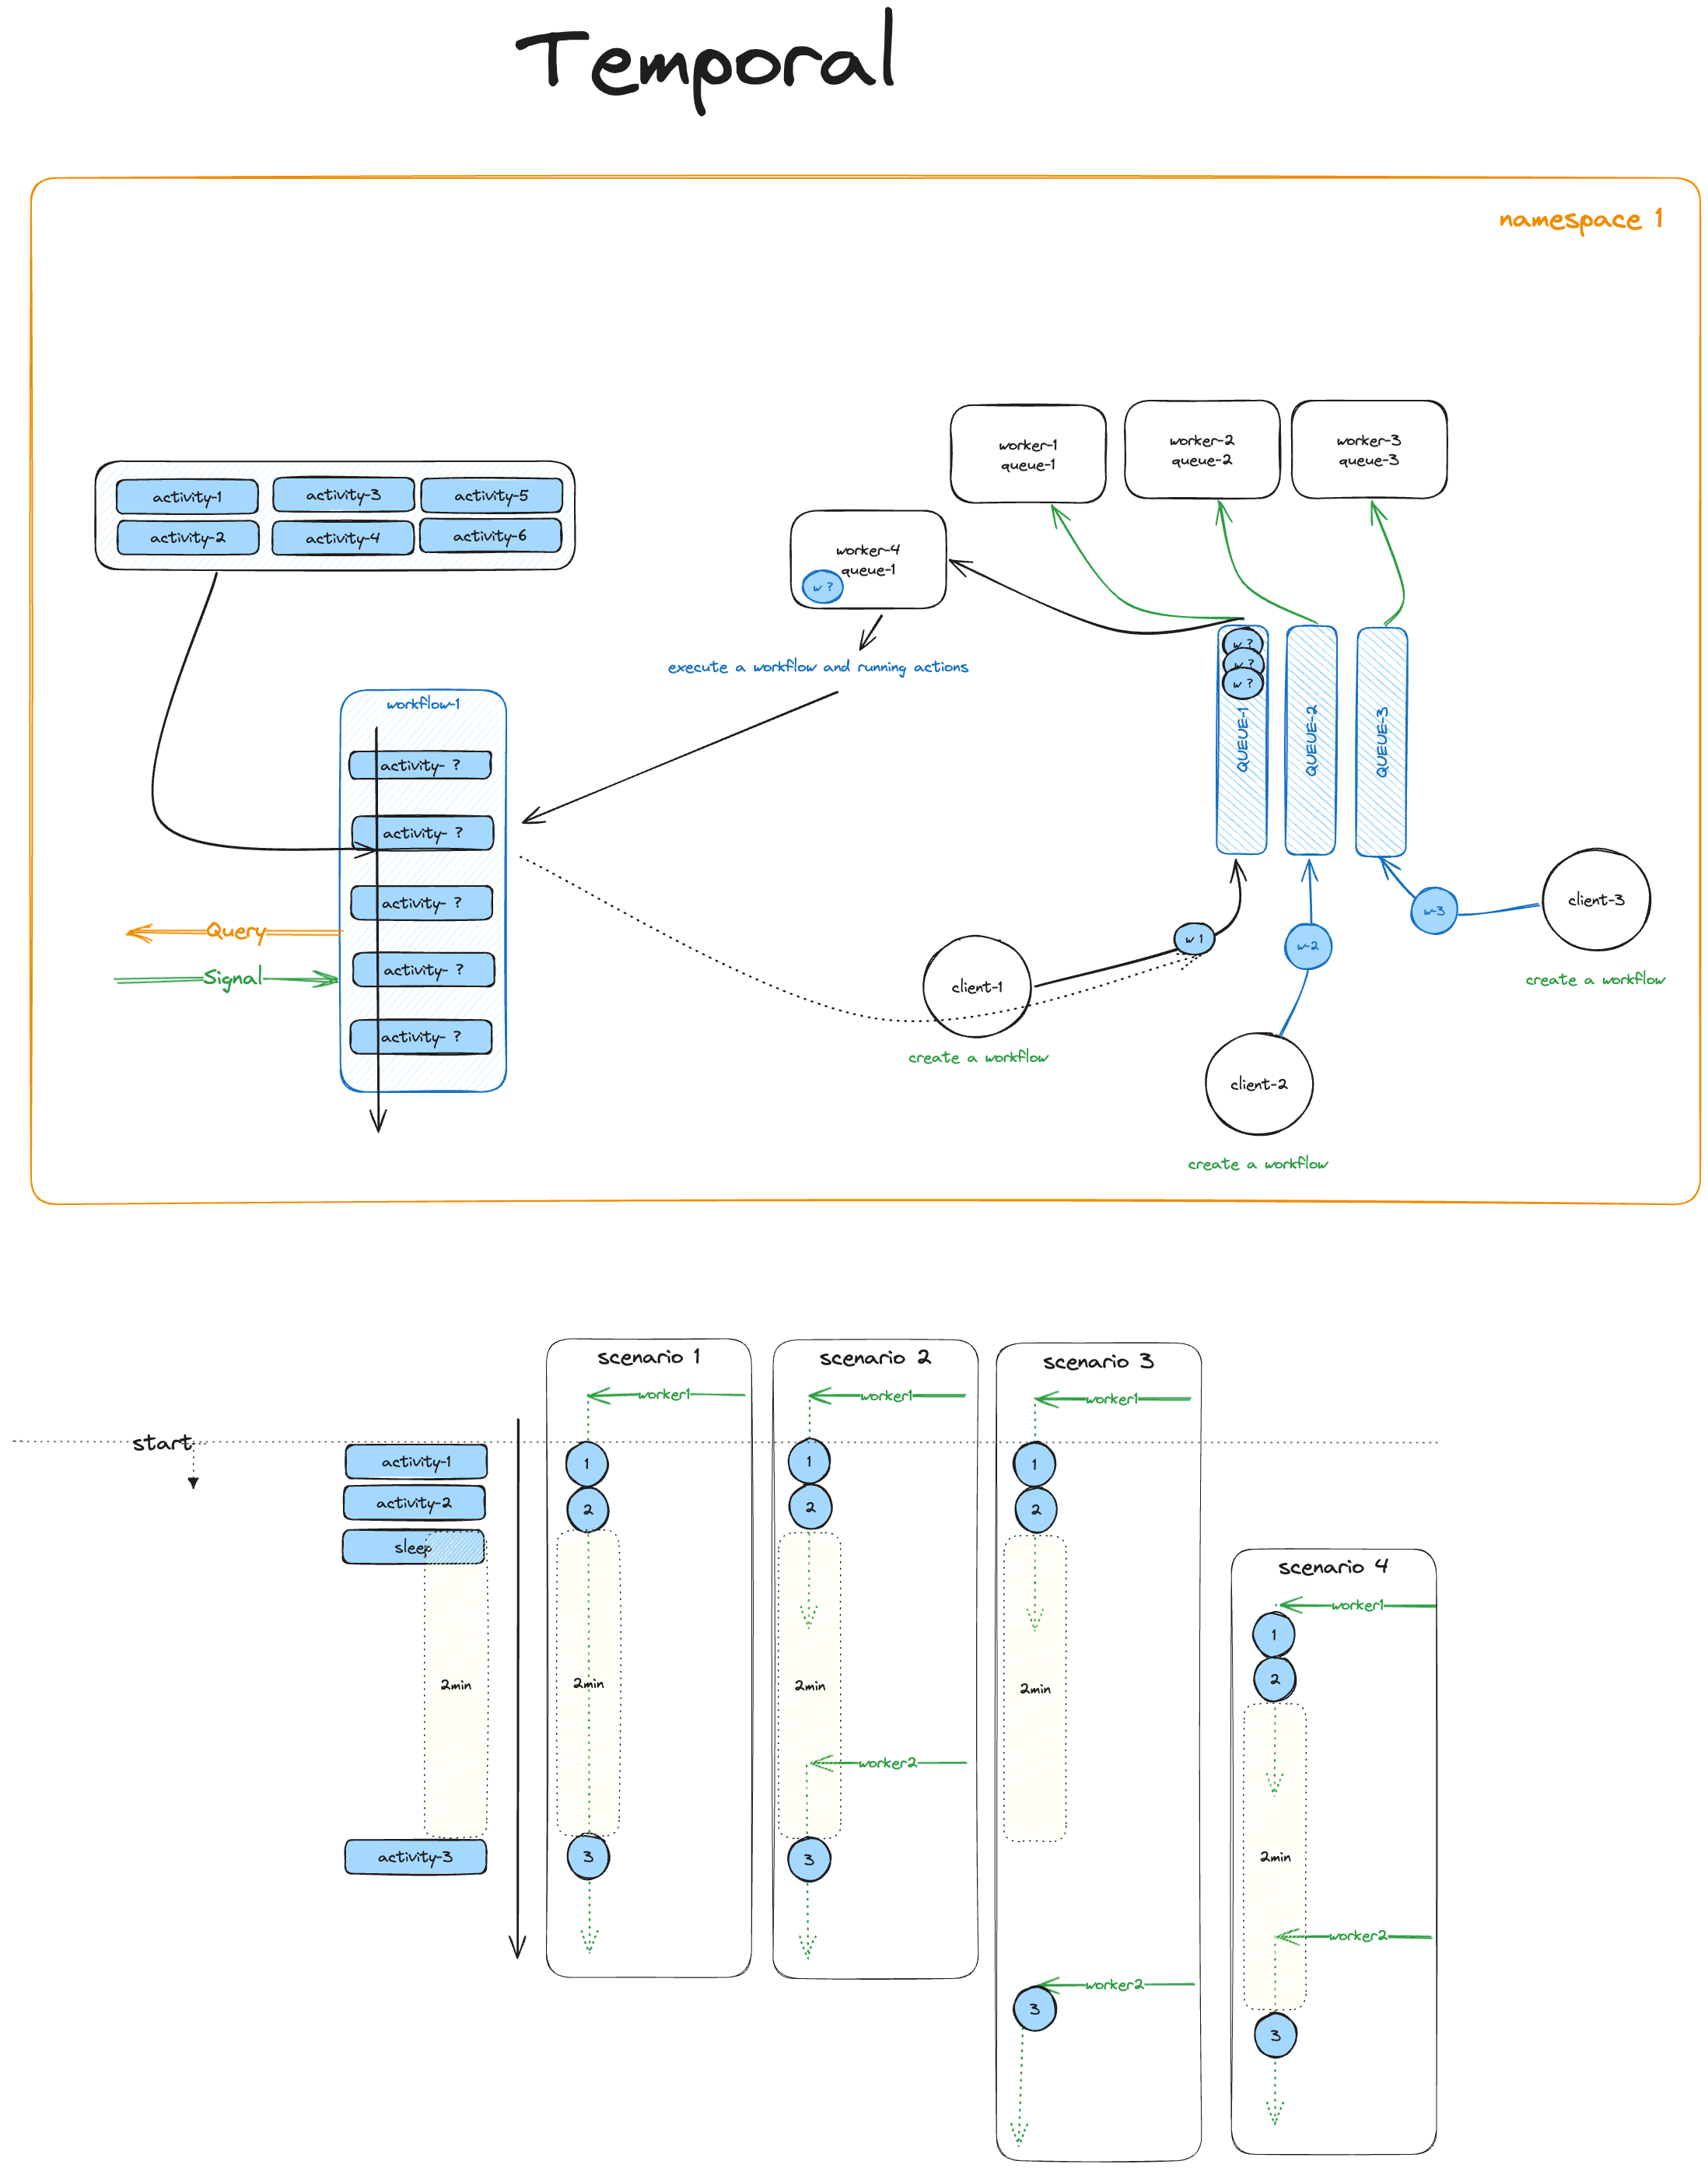 Temporal
namespace 1
worker-1
queue-1
worker-2
queue-2
worker-3
queue-3
activity-1
activity-3
activity-5
activity-2
activity-4
activity-6
worker-4
queue-1
w ?
execute a workflow and running actions
w ?
w ?
w ?
QUEUE-1
QUEUE-2
QUEUE-3
workflow-1
activity- ?
activity- ?
activity- ?
activity- ?
activity- ?
Query
Signal
w 1
w-2
w-3
client-1
create a workflow
client-2
create a workflow
client-3
create a workflow
start
activity-1
activity-2
sleep
2min
activity-3
scenario 1
worker1
1
2
2min
3
scenario 2
worker1
1
2
2min
worker2
3
scenario 3
worker1
1
2
2min
worker2
3
scenario 4
worker1
1
2
2min
worker2
3